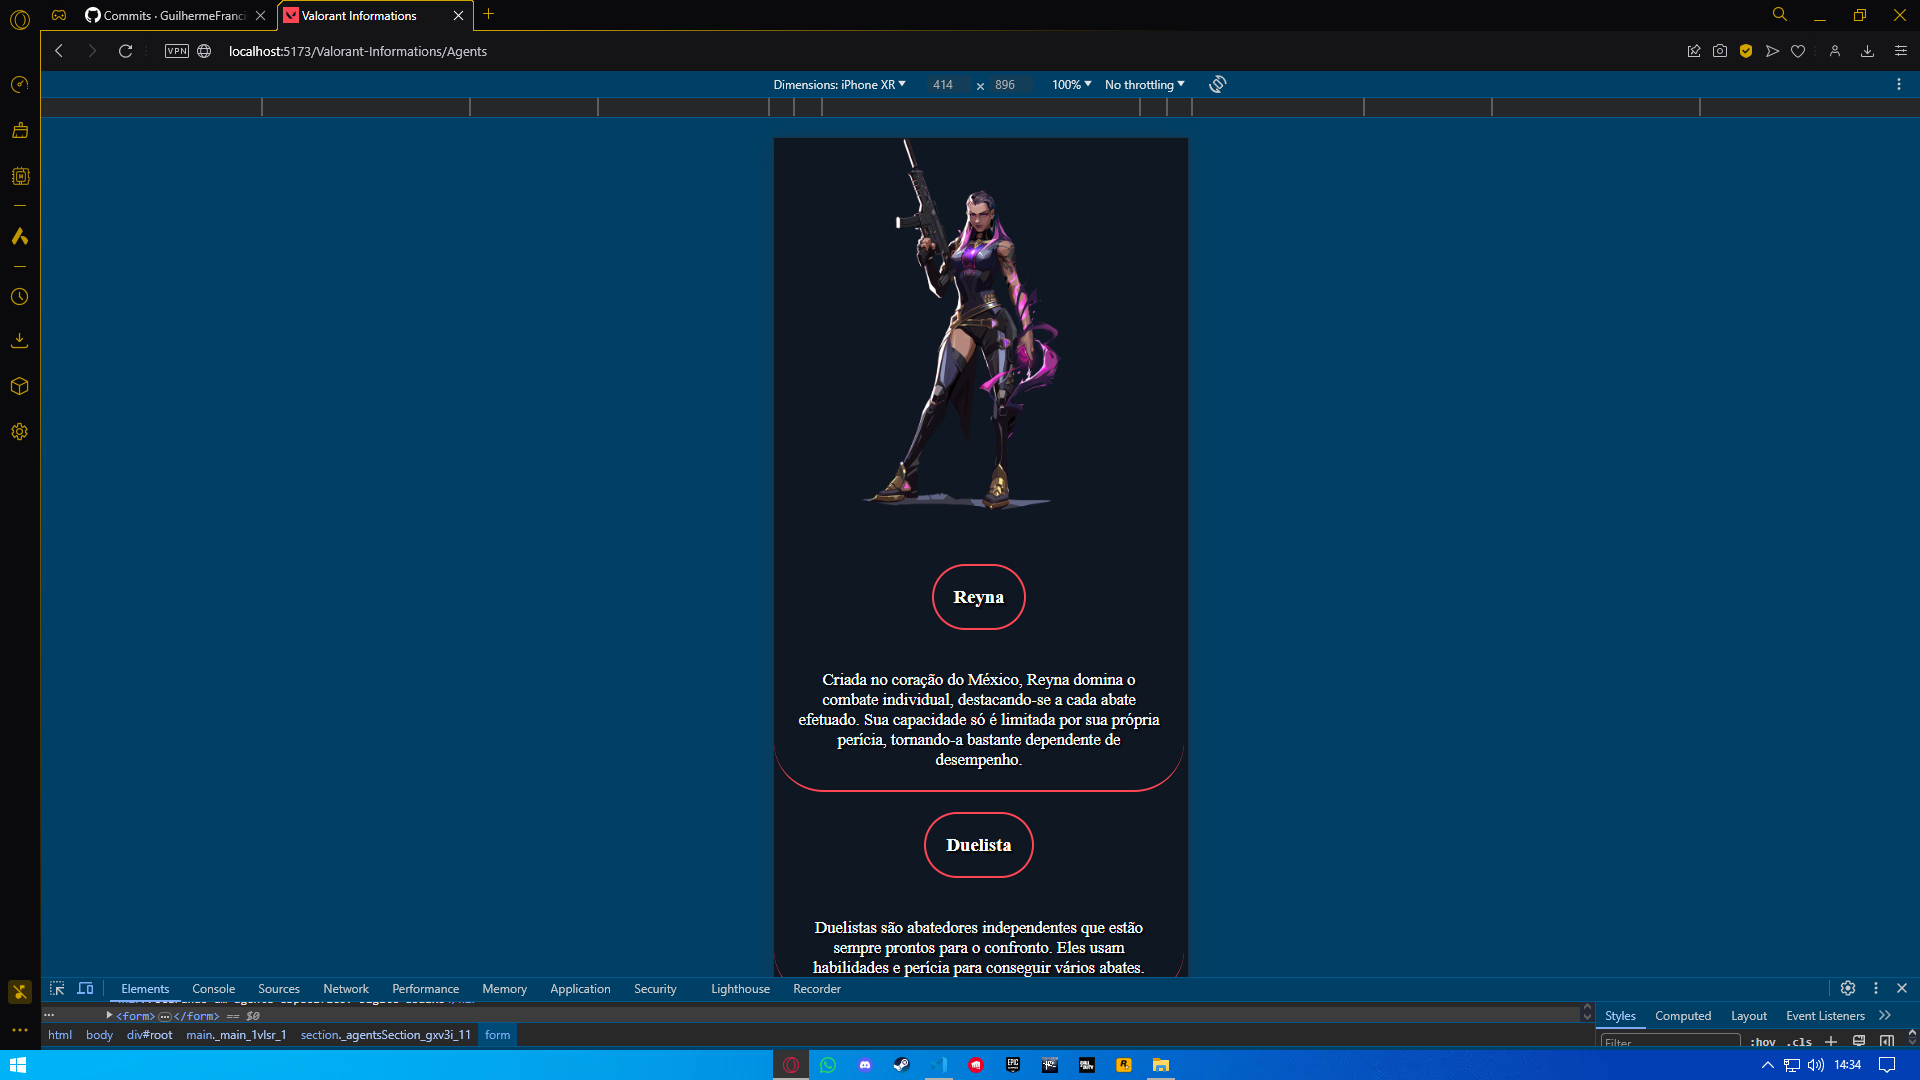 Commits · GuilhermeFranci
Valorant Informations
VPN
localhost:5173/Valorant-Informations/Agents
Dimensions: iPhone XR
414
×
896
100%
No throttling
Reyna
Criada no coração do México, Reyna domina o
combate individual, destacando-se a cada abate
efetuado. Sua capacidade só é limitada por sua própria
perícia, tornando-a bastante dependente de
desempenho.
Duelista
Duelistas são abatedores independentes que estão
sempre prontos para o confronto. Eles usam
habilidades e perícia para conseguir vários abates.
Elements
Console
Sources
Network
Performance
Memory
Application
Security
Lighthouse
Recorder
<form>
</form> == $0
html
body
div#root
main._main_1vlsr_1
section._agentsSection_gxv3i_11
form
Styles
Computed
Layout
Event Listeners
Filter
:hov
.cls
14:34